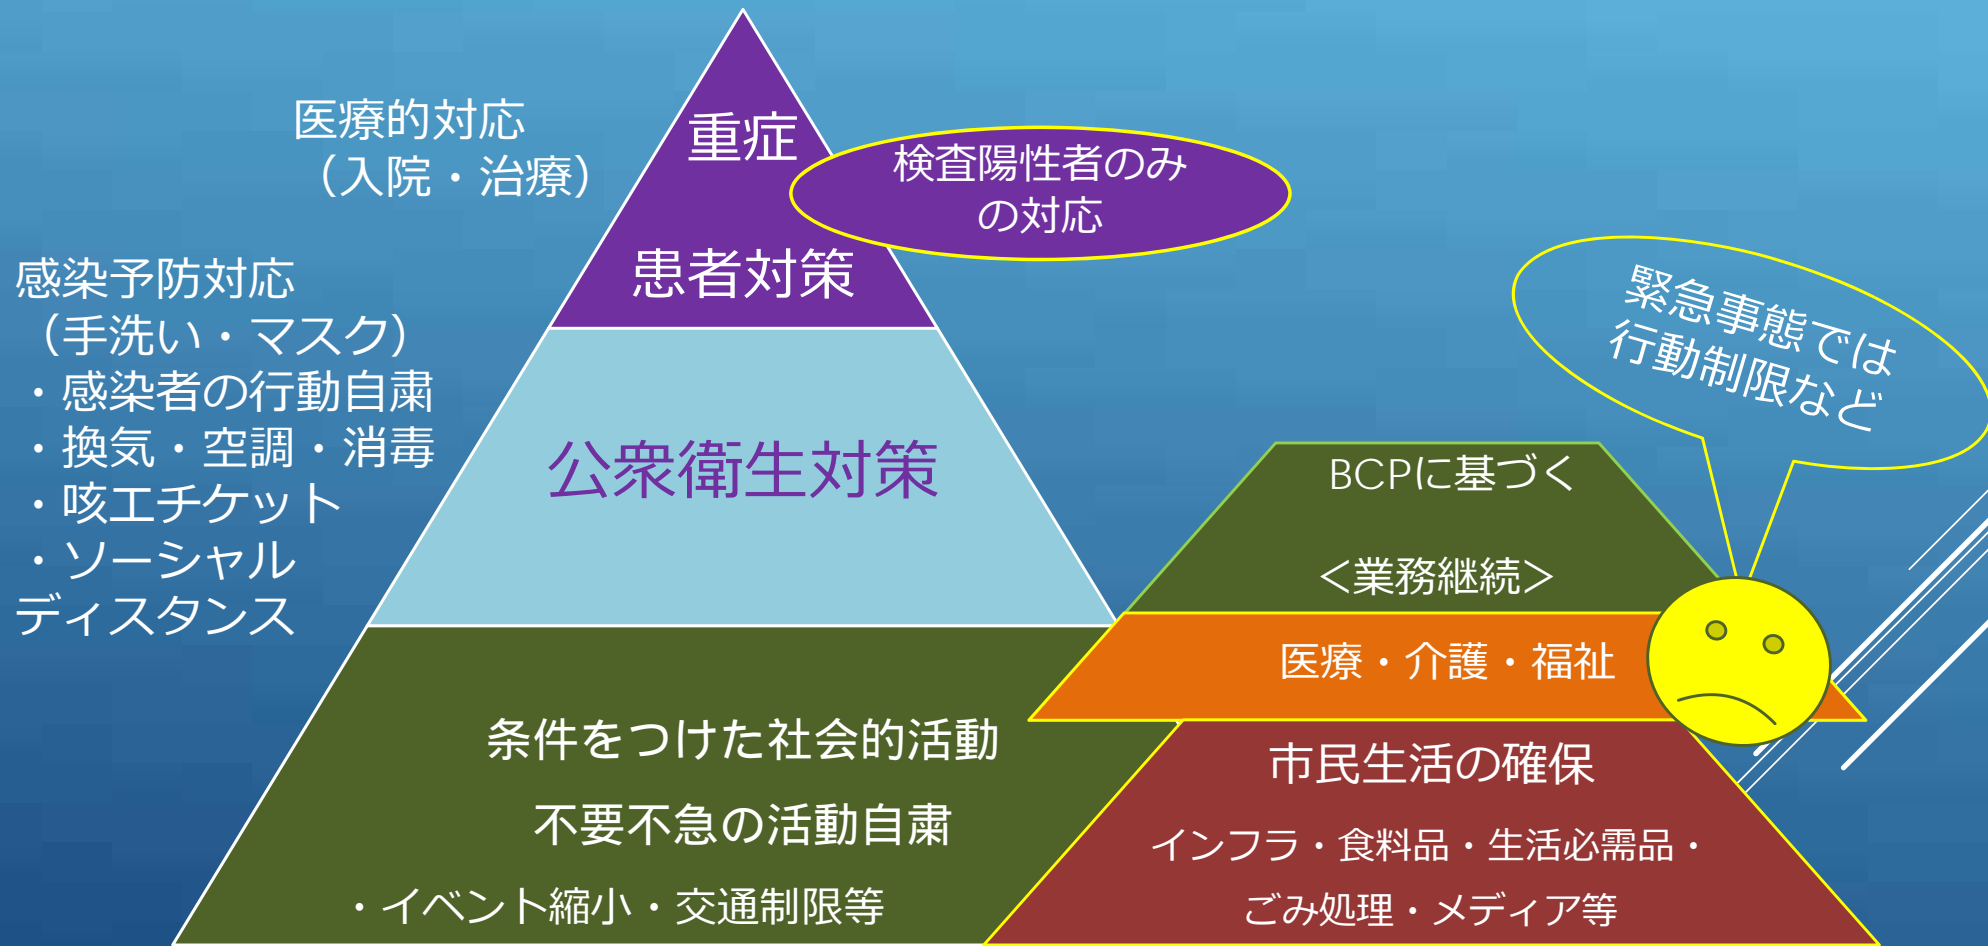 医療的対応
（入院・治療）
感染予防対応
（手洗い・マスク）
・感染者の行動自粛
・換気・空調・消毒
・咳エチケット
・ソーシャル
ディスタンス
重症
患者対策
検査陽性者のみ
の対応
公衆衛生対策
条件をつけた社会的活動
不要不急の活動自粛
・イベント縮小・交通制限等
緊急事態では
行動制限など
BCPに基づく
＜業務継続＞
医療・介護・福祉
市民生活の確保
インフラ・食料品・生活必需品・
ごみ処理・メディア等